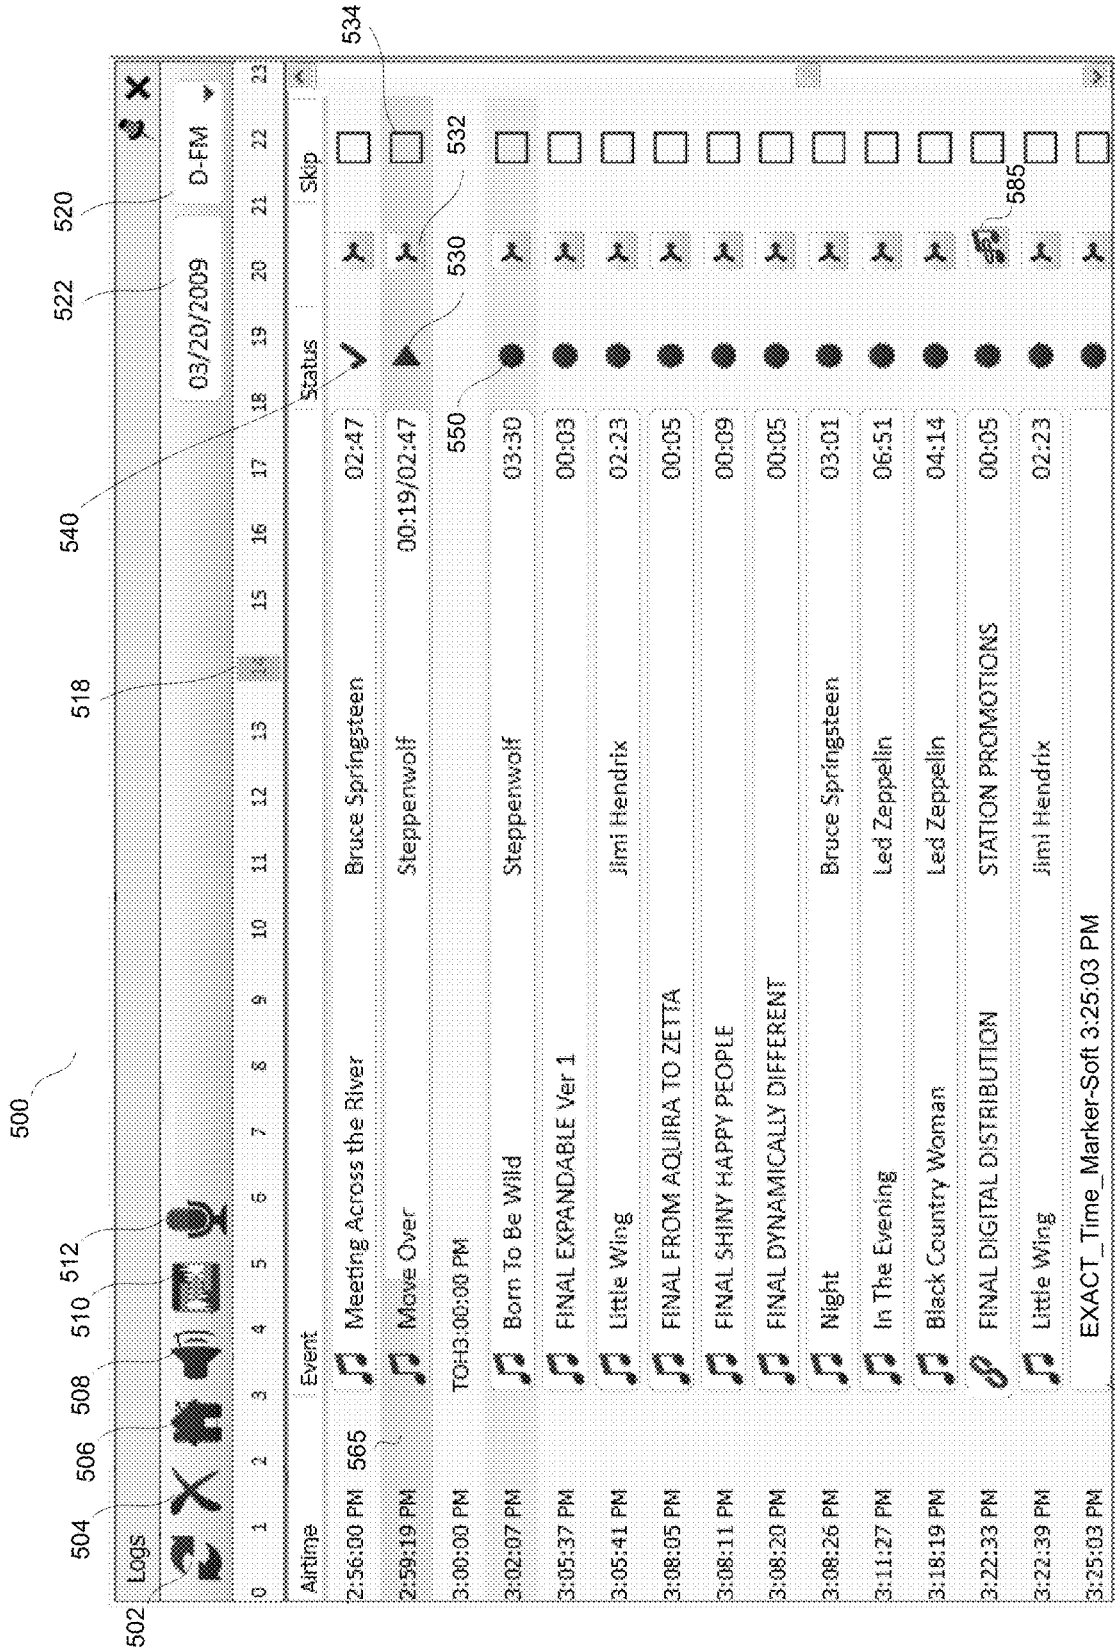 500
502
504
506
508
510
512
518
540
522
520
534
Logs
03/20/2009
D-FM
0 1 2 3 4 5 6 7 8 9 10 11 12 13 14 15 16 17 18 19 20 21 22 23
Airtime Event Status Skip
2:56:00 PM Meeting Across the River Bruce Springsteen 02:47
565
2:59:19 PM Move Over Steppenwolf 00:19/02:47
3:00:00 PM TOH3:00:00 PM
550
530
532
3:02:07 PM Born To Be Wild Steppenwolf 03:30
3:05:37 PM FINAL EXPANDABLE Ver 1 00:03
3:05:41 PM Little Wing Jimi Hendrix 02:23
3:08:05 PM FINAL FROM AQUIRA TO ZETTA 00:05
3:08:11 PM FINAL SHINY HAPPY PEOPLE 00:09
3:08:20 PM FINAL DYNAMICALLY DIFFERENT 00:05
3:08:26 PM Night Bruce Springsteen 03:01
3:11:27 PM In The Evening Led Zeppelin 06:51
3:18:19 PM Black Country Woman Led Zeppelin 04:14
3:22:33 PM FINAL DIGITAL DISTRIBUTION STATION PROMOTIONS 00:05
585
3:22:39 PM Little Wing Jimi Hendrix 02:23
3:25:03 PM EXACT_Time_Marker-Soft 3:25:03 PM